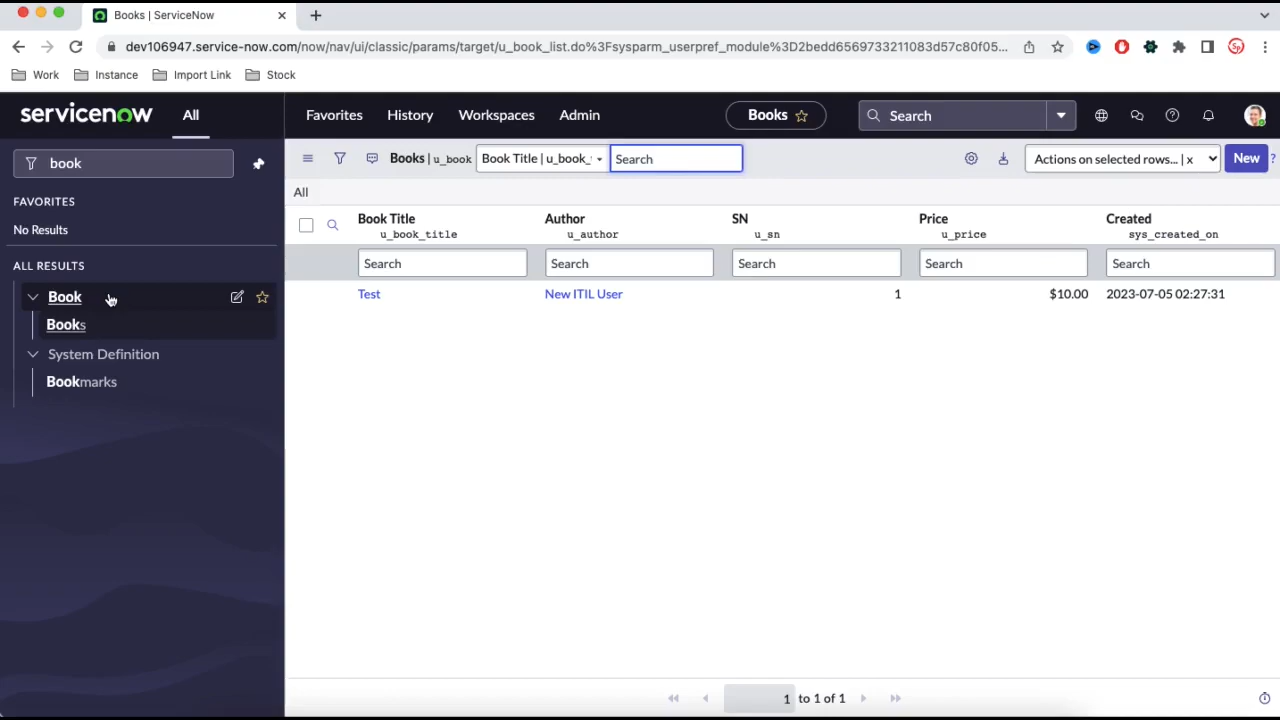 Books | ServiceNow
dev106947.service-now.com/now/nav/ui/classic/params/target/u_book_list.do%3Fsysparm_userpref_module%3D2bedd6569733211083d57c80f05...
Work Instance Import Link Stock
servicenow All Favorites History Workspaces Admin Books Search
book
Books | u_book Book Title | u_book_ Search Actions on selected rows... | x New ?
FAVORITES
No Results
ALL RESULTS
Book
Books
System Definition
Bookmarks
All
Book Title Author SN Price Created
u_book_title u_author u_sn u_price sys_created_on
Search Search Search Search Search
Test New ITIL User 1 $10.00 2023-07-05 02:27:31
1 to 1 of 1